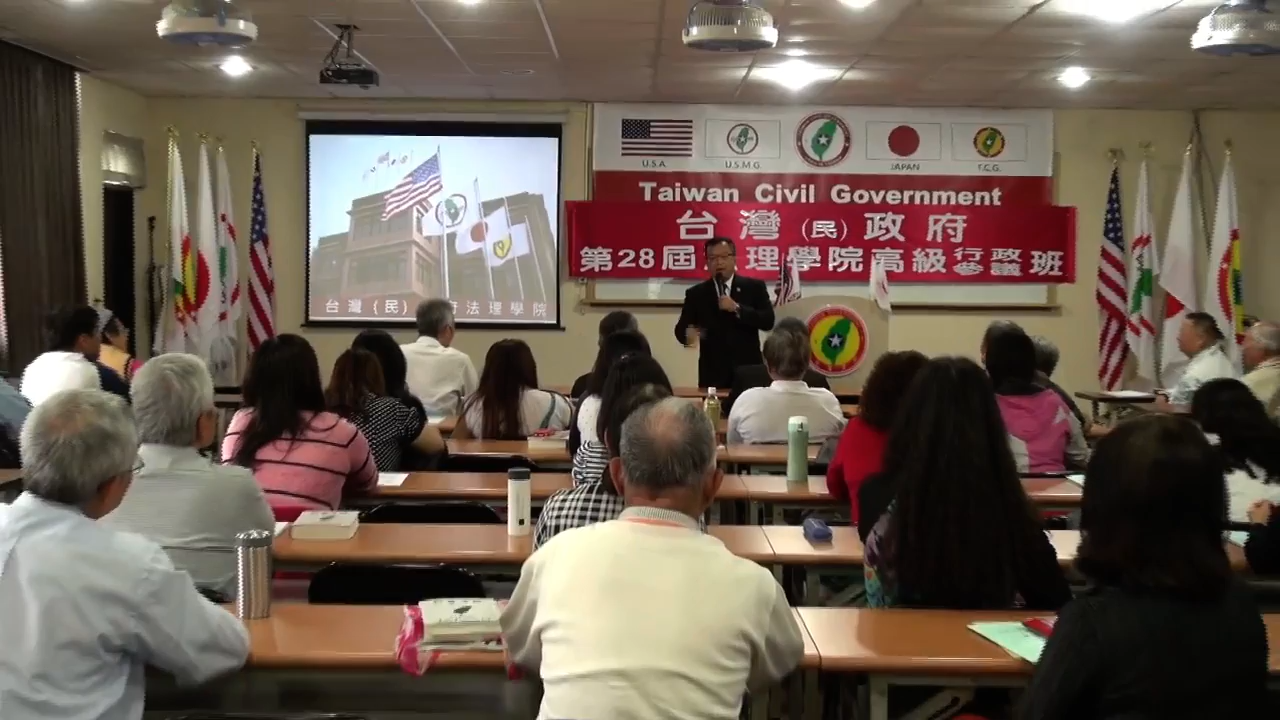 U.S.A.
U.S.M.G.
JAPAN
T.C.G.
Taiwan Civil Government
台灣(民)政府
第28屆 理學院高級行政參議班
台灣(民) 府法理學院